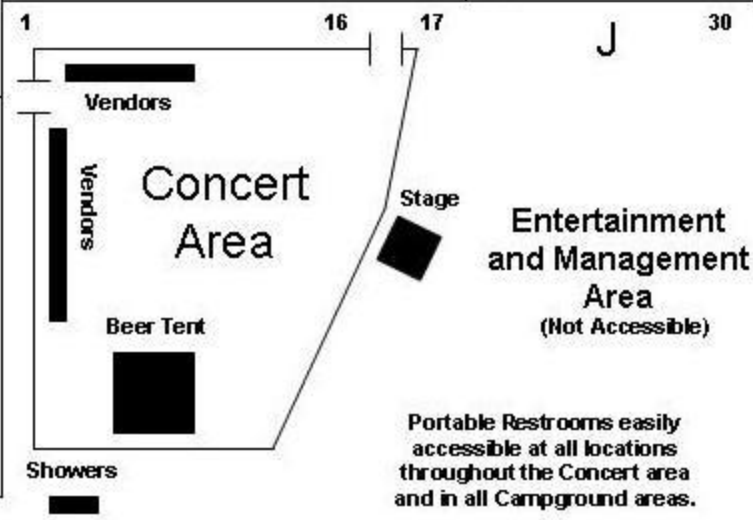 1 16 17 J 30
Vendors
Vendors
Concert
Area
Stage
Entertainment
and Management
Area
(Not Accessible)
Beer Tent
Portable Restrooms easily
accessible at all locations
throughout the Concert area
and in all Campground areas.
Showers